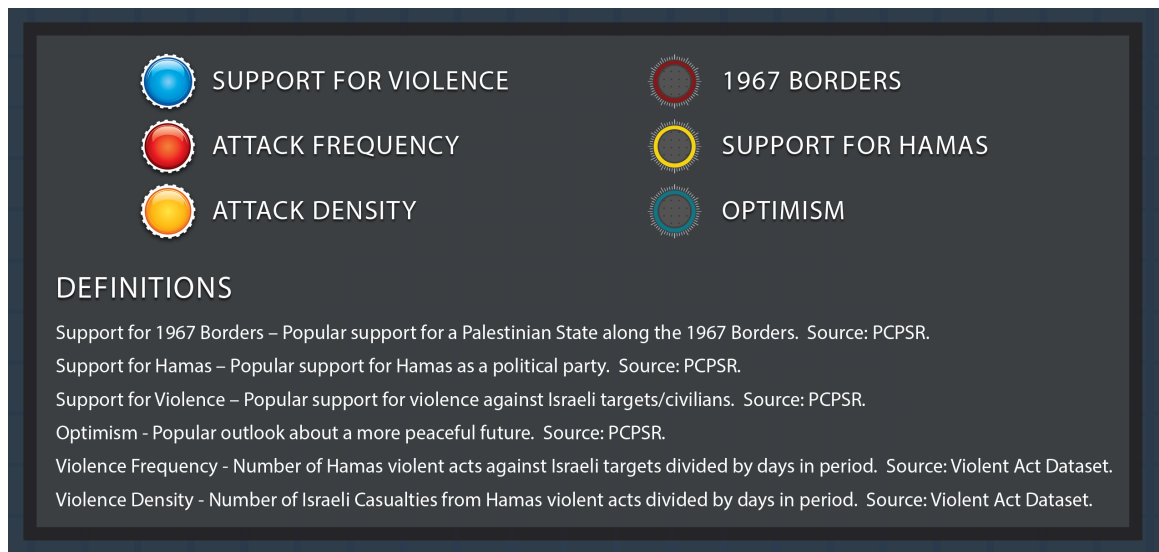 SUPPORT FOR VIOLENCE
ATTACK FREQUENCY
ATTACK DENSITY
1967 BORDERS
SUPPORT FOR HAMAS
OPTIMISM
DEFINITIONS
Support for 1967 Borders – Popular support for a Palestinian State along the 1967 Borders.  Source: PCPSR.
Support for Hamas – Popular support for Hamas as a political party.  Source: PCPSR.
Support for Violence – Popular support for violence against Israeli targets/civilians.  Source: PCPSR.
Optimism - Popular outlook about a more peaceful future.  Source: PCPSR.
Violence Frequency - Number of Hamas violent acts against Israeli targets divided by days in period.  Source: Violent Act Dataset.
Violence Density - Number of Israeli Casualties from Hamas violent acts divided by days in period.  Source: Violent Act Dataset.